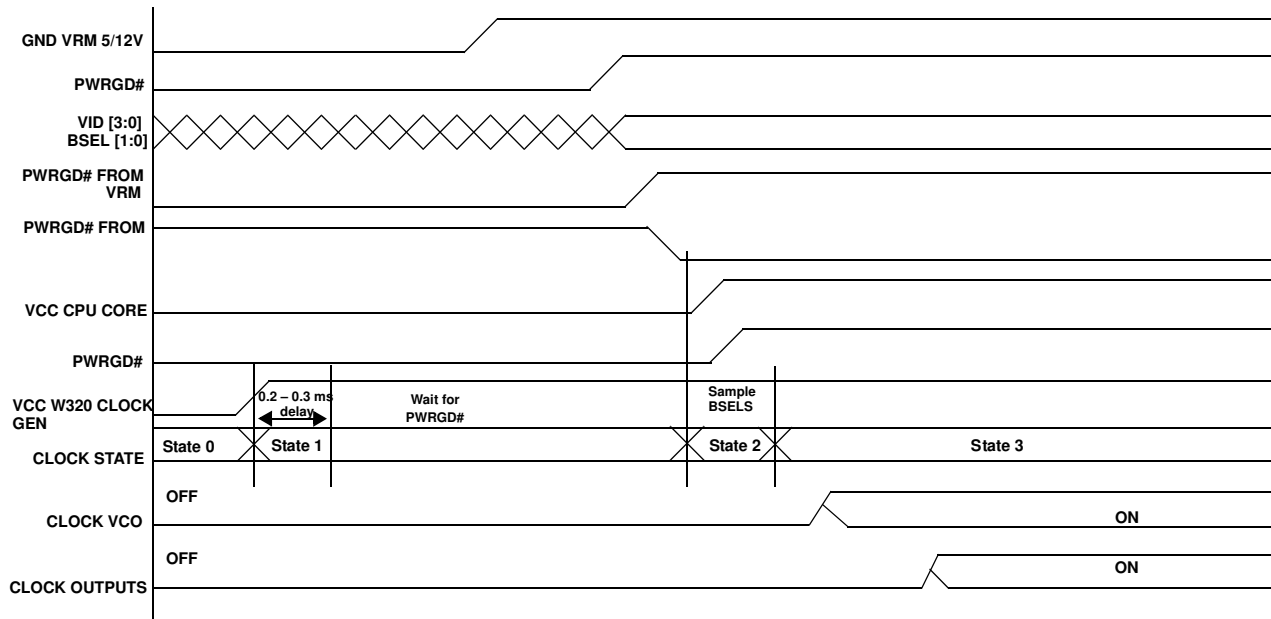 GND VRM 5/12V
PWRGD#
VID [3:0]
BSEL [1:0]
PWRGD# FROM
VRM
PWRGD# FROM
VCC CPU CORE
PWRGD#
VCC W320 CLOCK
GEN
0.2 – 0.3 ms
delay
Wait for
PWRGD#
Sample
BSELS
CLOCK STATE
State 0
State 1
State 2
State 3
OFF
CLOCK VCO
ON
OFF
CLOCK OUTPUTS
ON